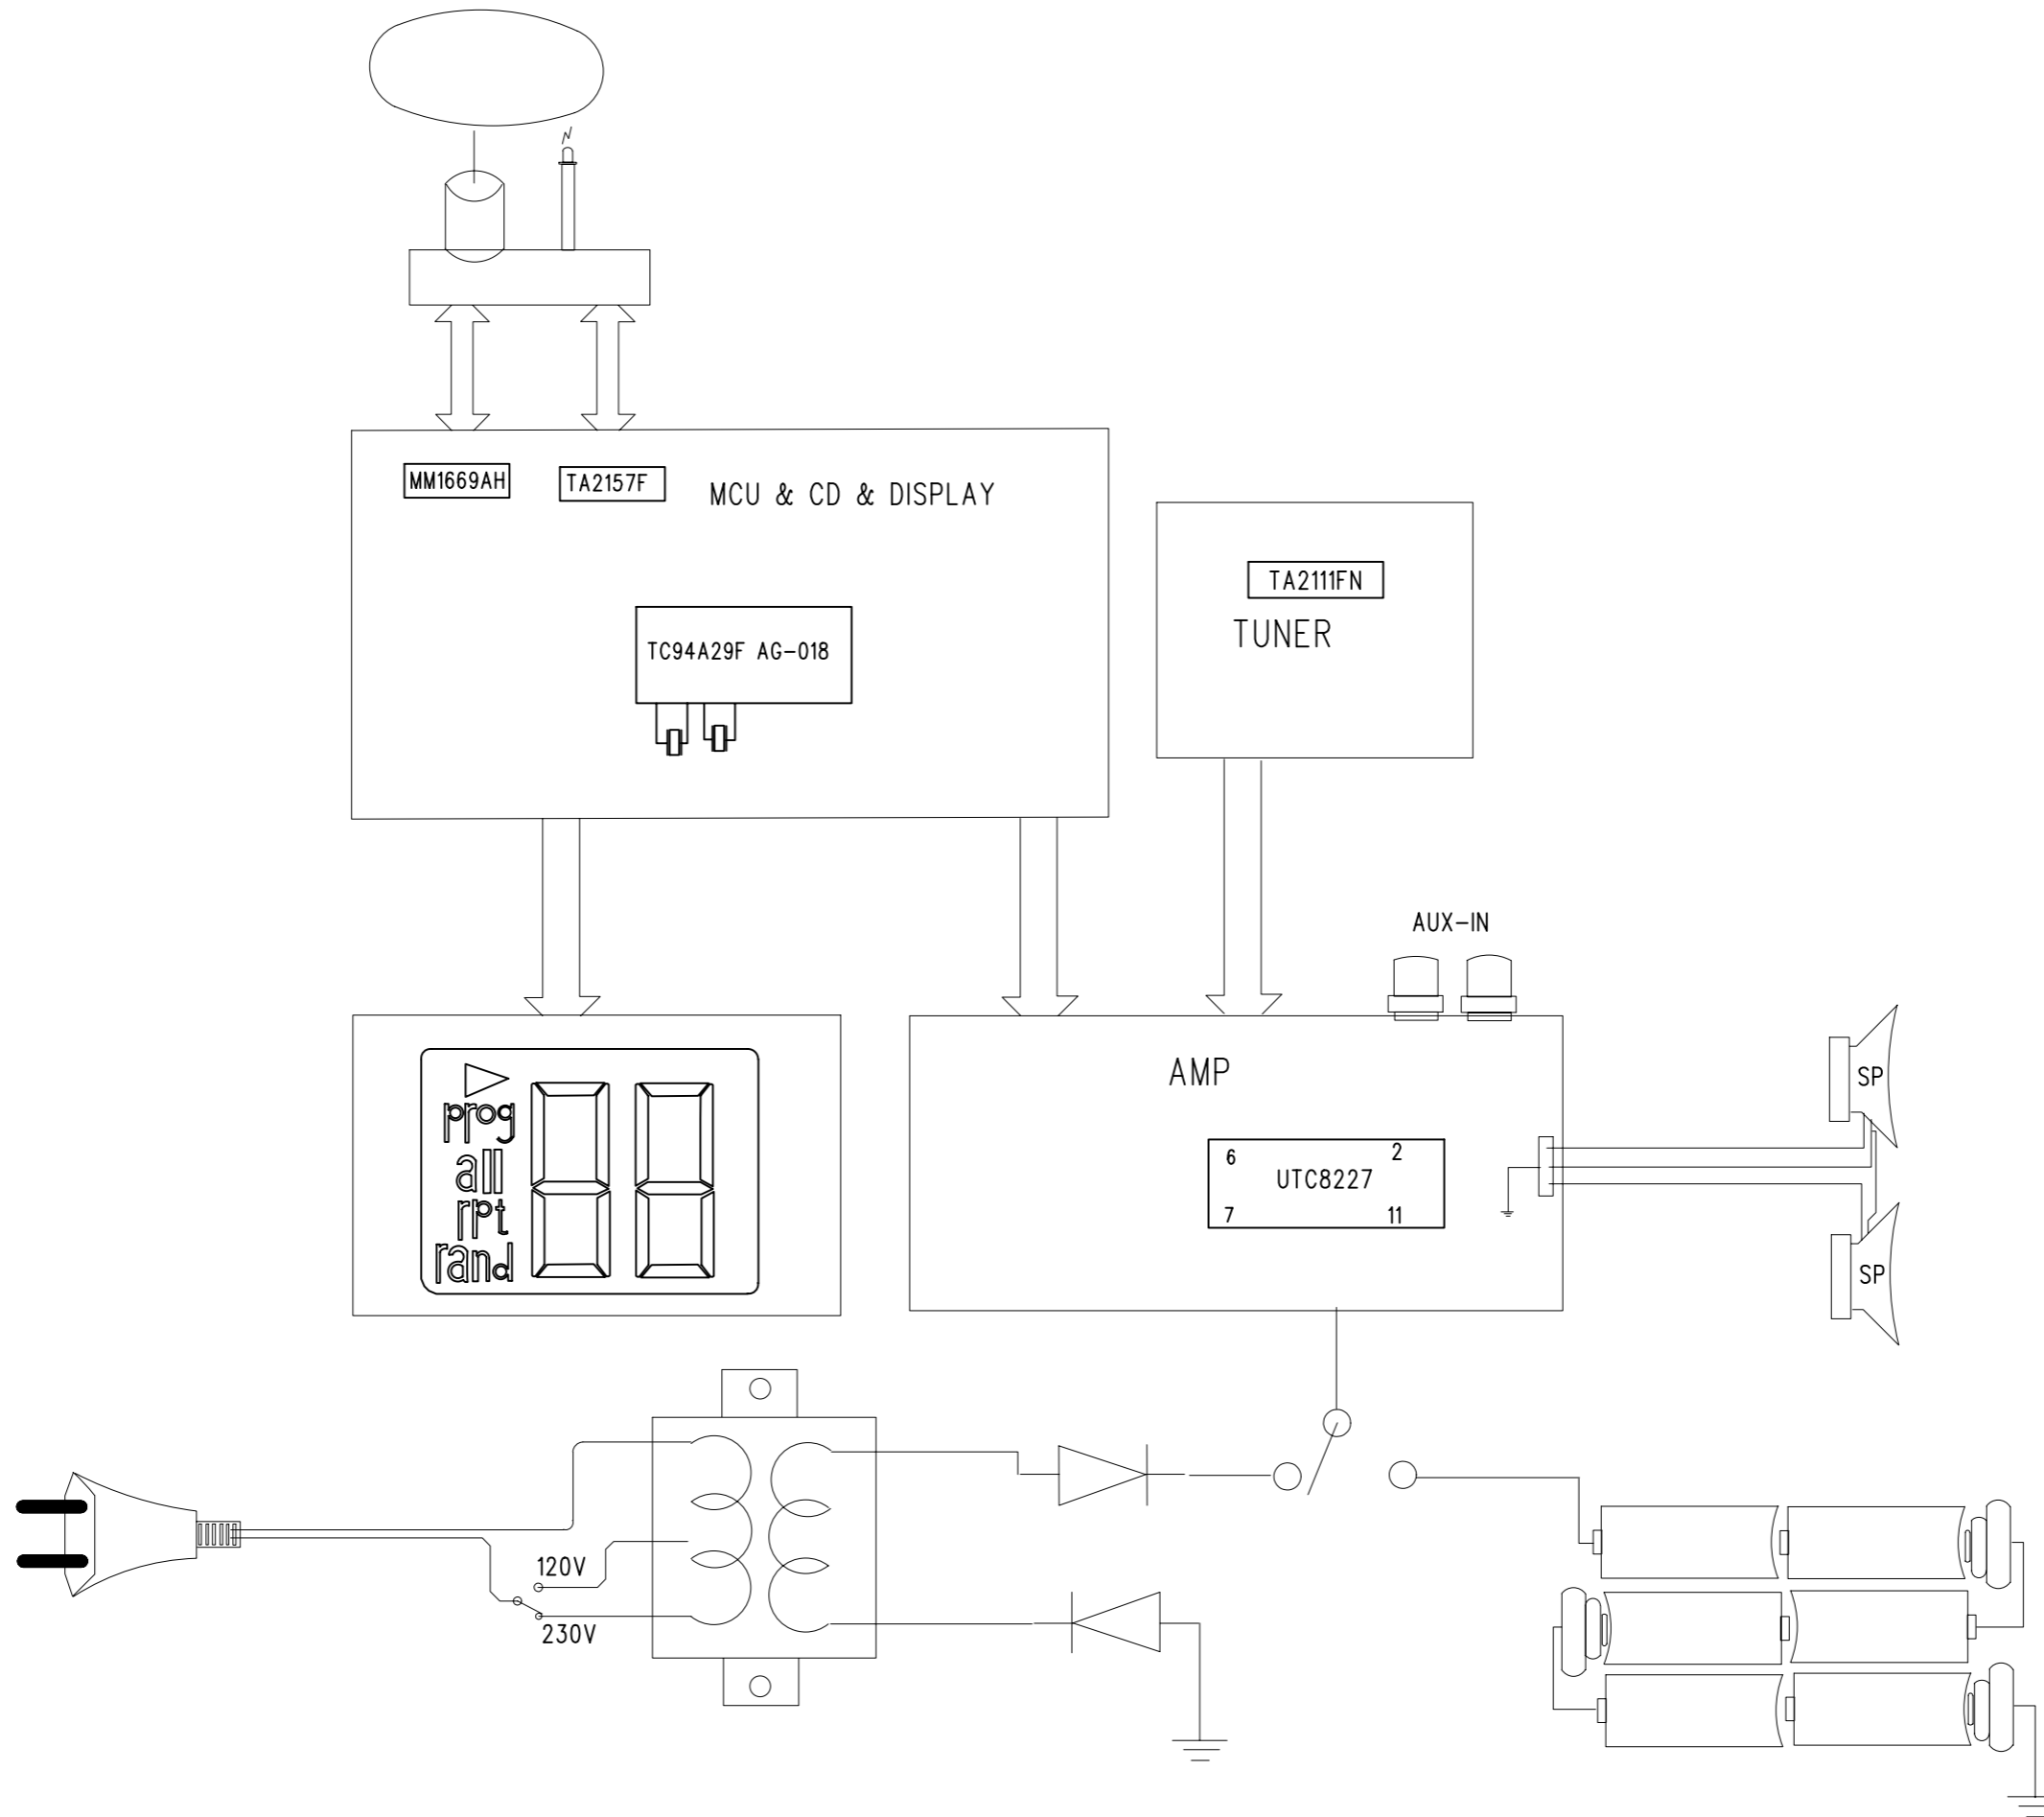 MM1669AH
TA2157F
MCU & CD & DISPLAY
TA2111FN
TUNER
TC94A29F AG-018
AUX-IN
AMP
SP
6 2
UTC8227
7 11
prog
all
rpt
rand
SP
120V
230V